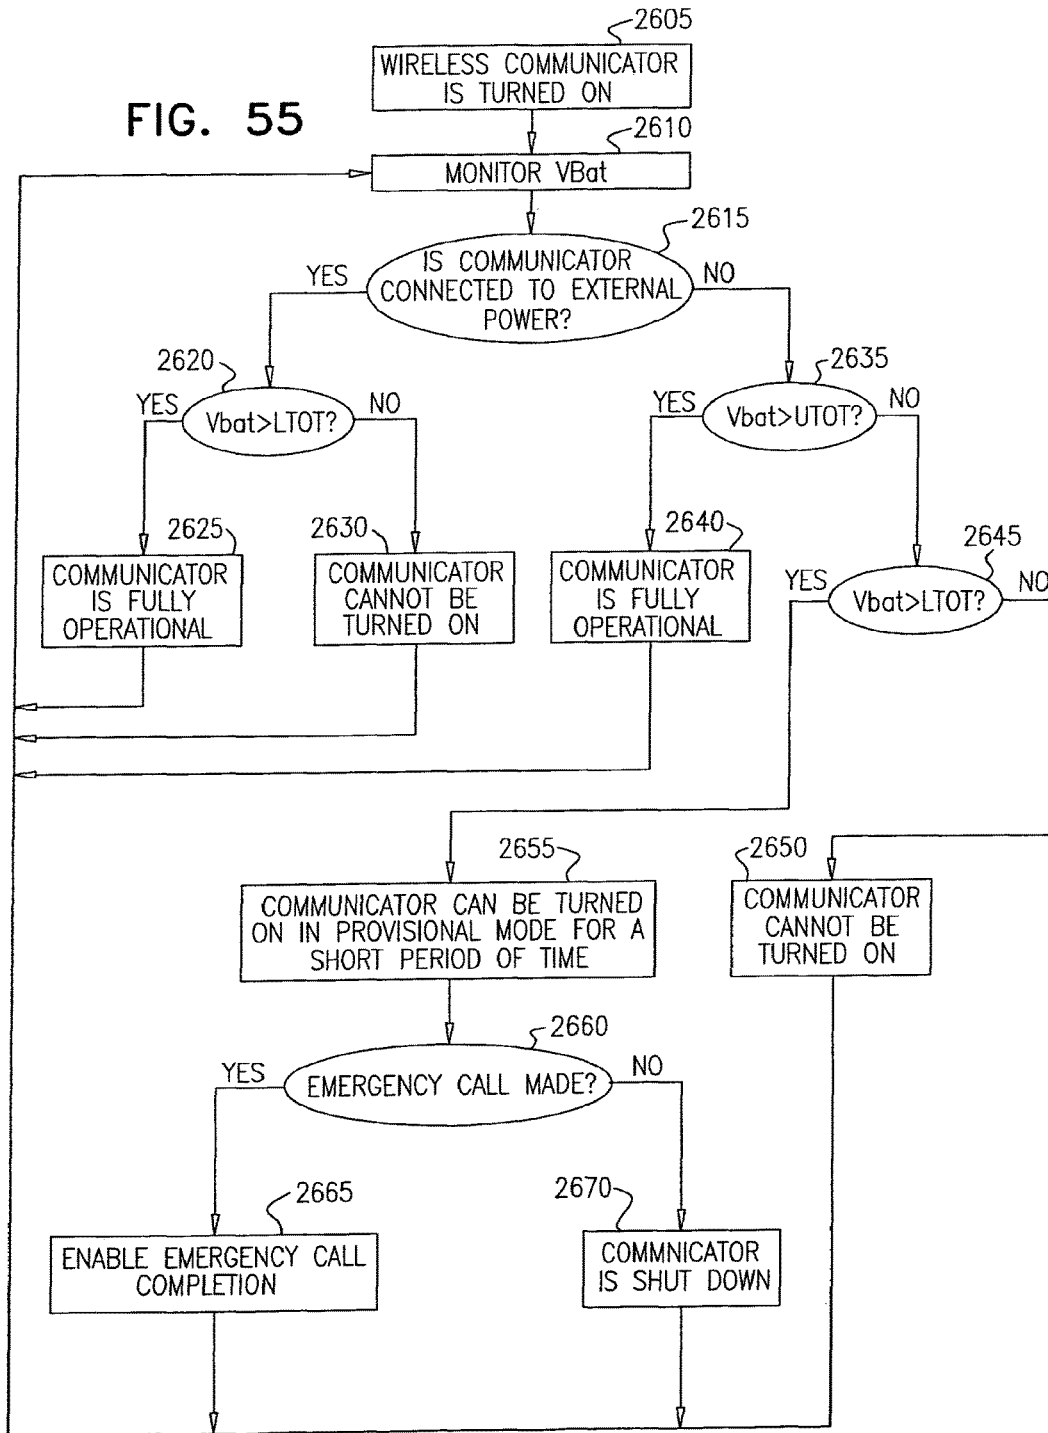 FIG. 55
2605
WIRELESS COMMUNICATOR
IS TURNED ON
2610
MONITOR VBat
2615
IS COMMUNICATOR
CONNECTED TO EXTERNAL
POWER?
YES
NO
2620
YES
Vbat>LTOT?
NO
2635
YES
Vbat>UTOT?
NO
2625
COMMUNICATOR
IS FULLY
OPERATIONAL
2630
COMMUNICATOR
CANNOT BE
TURNED ON
2640
COMMUNICATOR
IS FULLY
OPERATIONAL
2645
YES
Vbat>LTOT?
NO
2655
COMMUNICATOR CAN BE TURNED
ON IN PROVISIONAL MODE FOR A
SHORT PERIOD OF TIME
2650
COMMUNICATOR
CANNOT BE
TURNED ON
2660
YES
EMERGENCY CALL MADE?
NO
2665
ENABLE EMERGENCY CALL
COMPLETION
2670
COMMNICATOR
IS SHUT DOWN